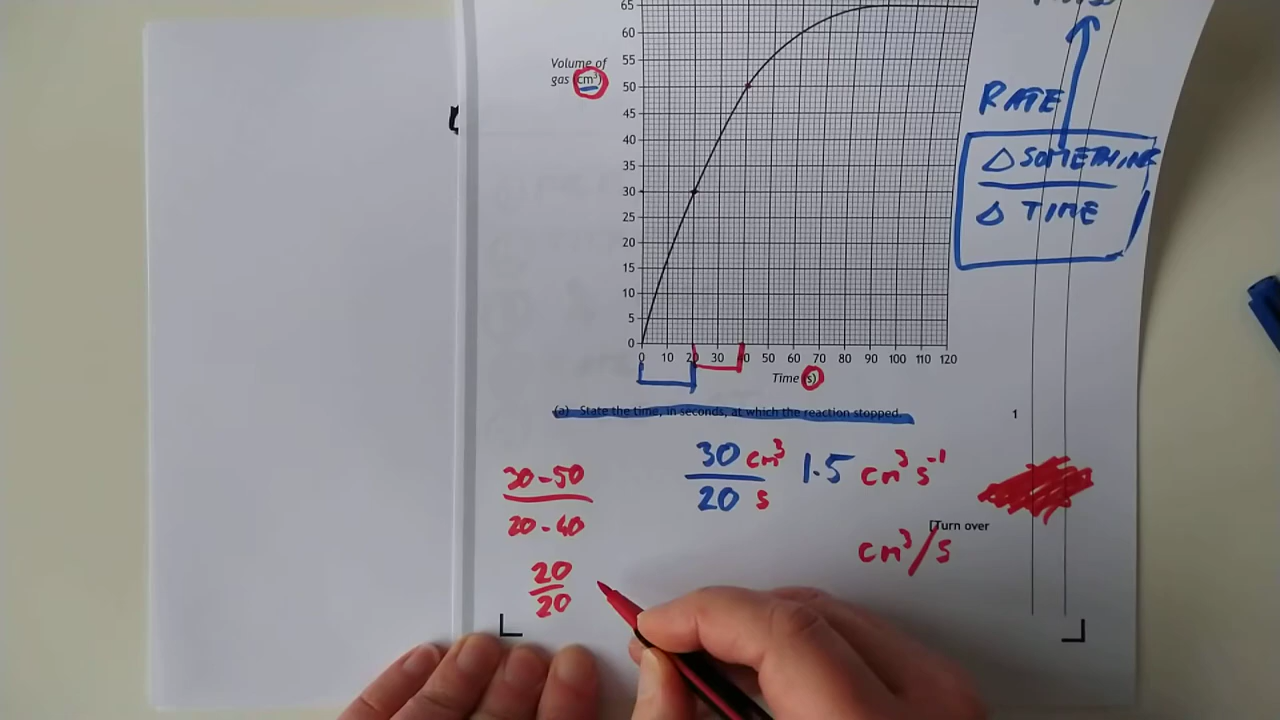 65
60
55
50
45
40
35
30
25
20
15
10
5
0
Volume of
gas (cm³)
0 10 20 30 40 50 60 70 80 90 100 110 120
Time (s)
RATE
Δ SOMETHING
Δ TIME
(a) State the time, in seconds, at which the reaction stopped.
1
30 cm³
20 s
1.5 cm³ s⁻¹
30-50
20-40
[Turn over
cm³/s
20
20